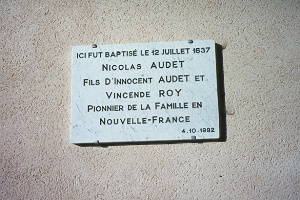 ICI FUT BAPTISÉ LE 12 JUILLET 1637
NICOLAS AUDET
FILS D'INNOCENT AUDET ET
VINCENDE ROY
PIONNIER DE LA FAMILLE EN
NOUVELLE-FRANCE
4.10.1992